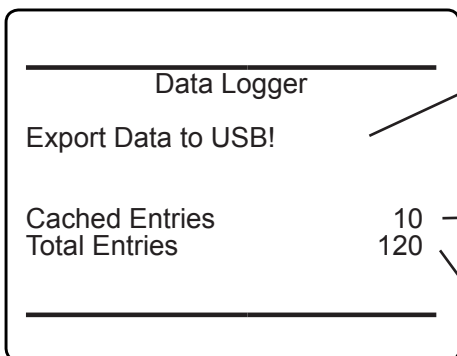 Data Logger
Export Data to USB!
Cached Entries 10
Total Entries 120